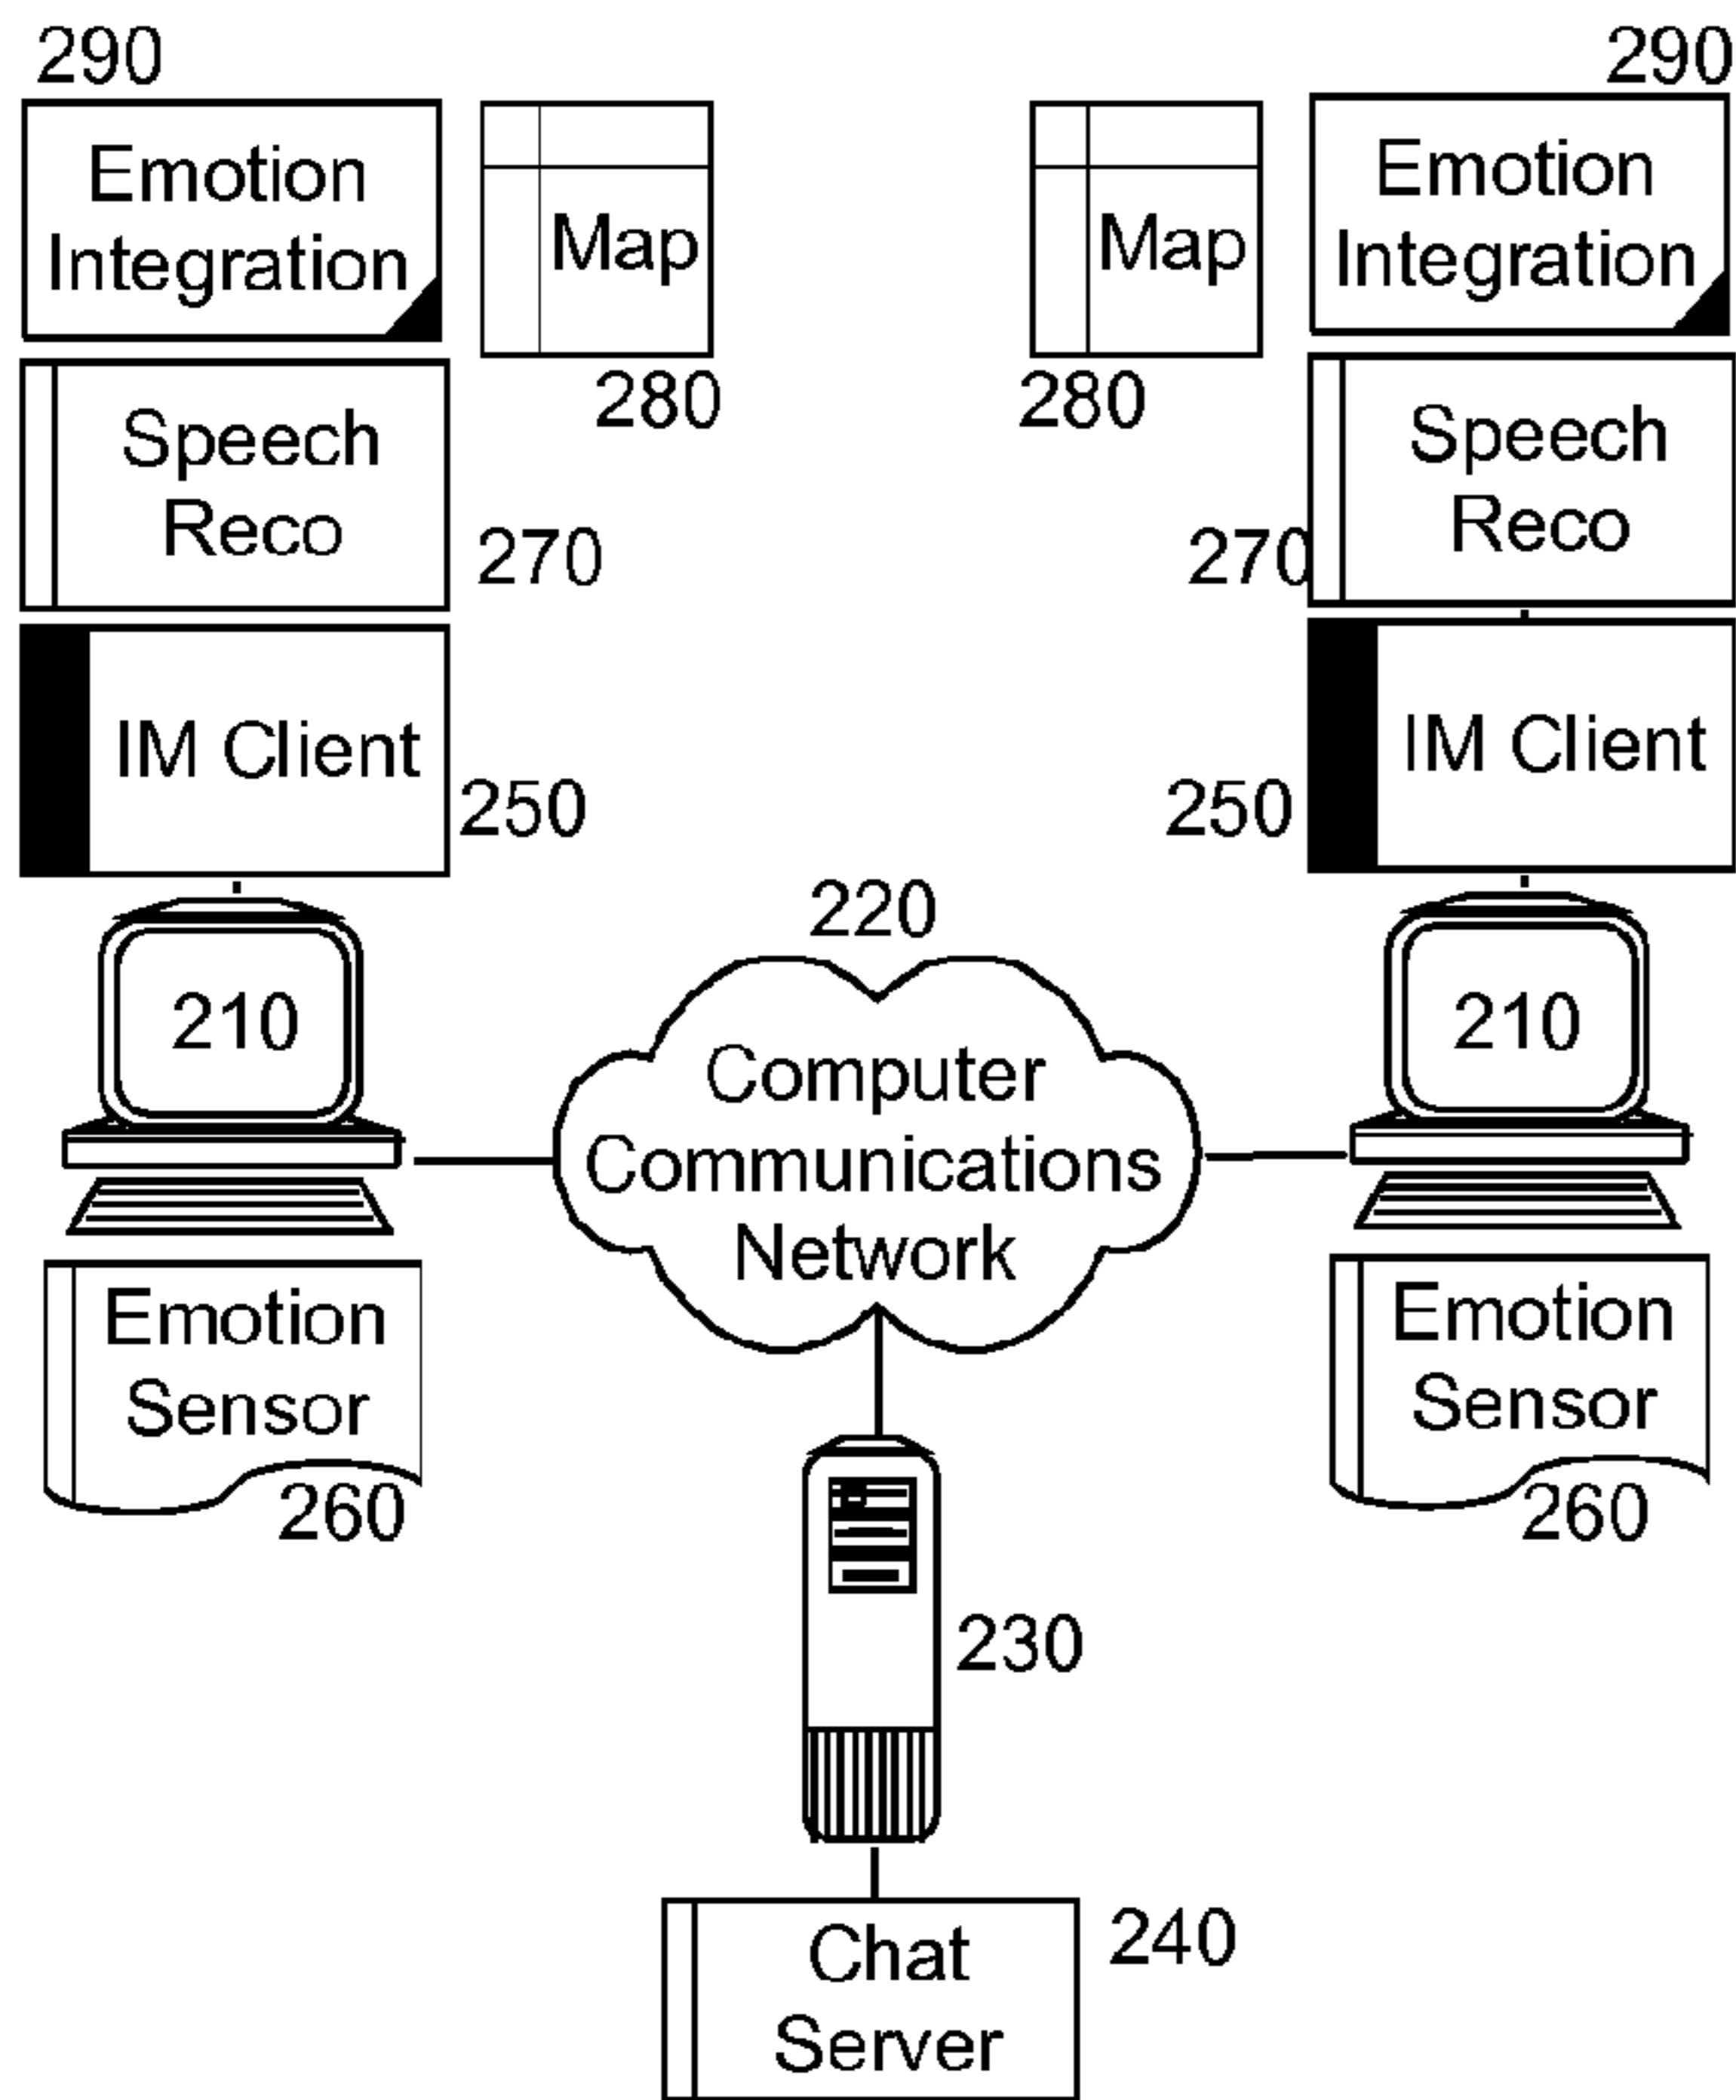 290
Emotion
Integration
Map
280
Speech
Reco
270
IM Client
250
210
Emotion
Sensor
260
220
Computer
Communications
Network
230
Chat
Server
240
290
Emotion
Integration
Map
280
Speech
Reco
270
IM Client
250
210
Emotion
Sensor
260